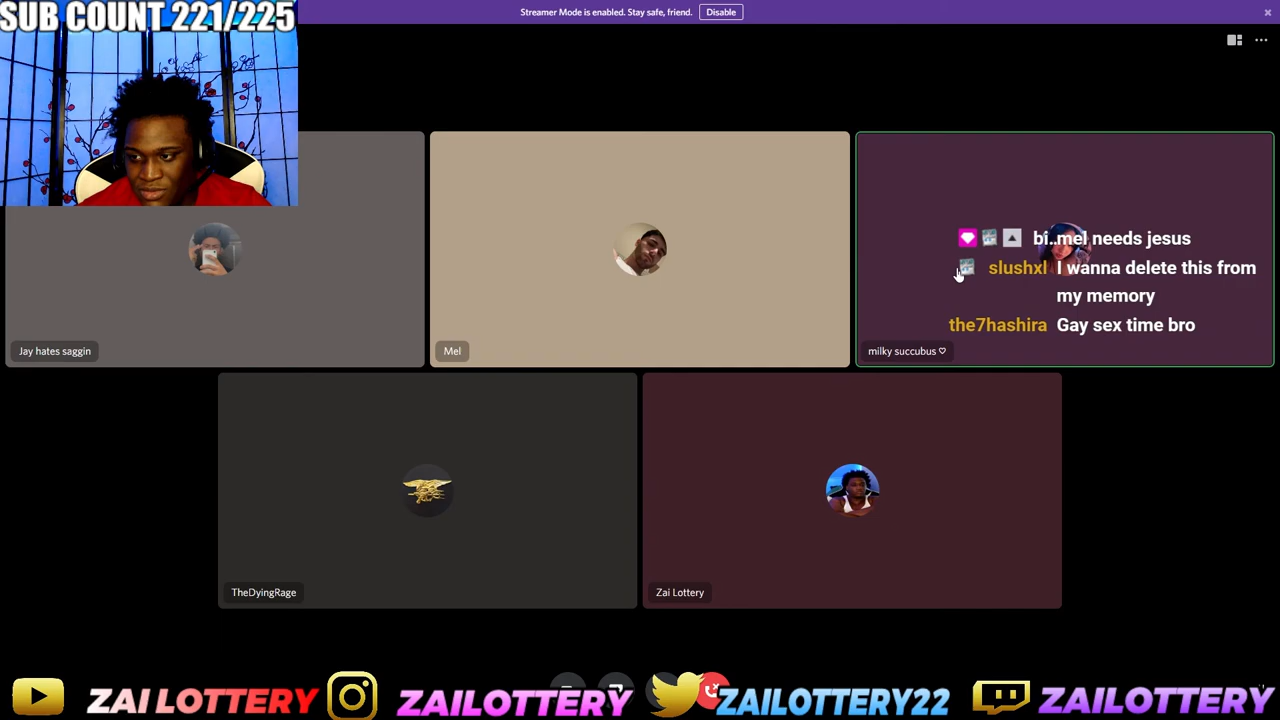 SUB COUNT 221/225
Streamer Mode is enabled. Stay safe, friend.
Disable
bi..mel needs jesus
slushxl I wanna delete this from
my memory
the7hashira Gay sex time bro
Jay hates saggin
Mel
milky succubus ♡
TheDyingRage
Zai Lottery
ZAI LOTTERY
ZAILOTTERY
ZAILOTTERY22
ZAILOTTERY